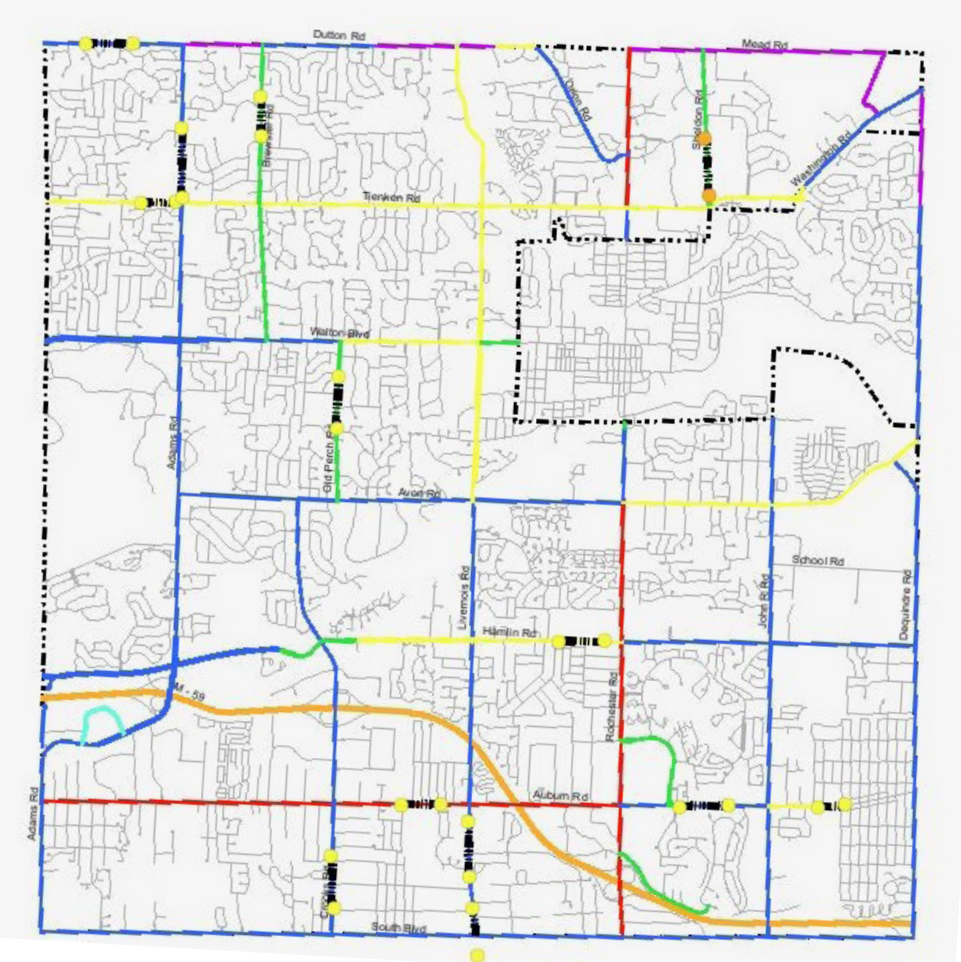 Dutton Rd
Mead Rd
Orion Rd
Sheldon Rd
Brewster Rd
Washington Rd
Tienken Rd
Walton Blvd
Adams Rd
Old Perch R
Avon Rd
School Rd
Livernois Rd
John R Rd
Dequindre Rd
Hamlin Rd
M - 59
Rochester Rd
Auburn Rd
Adams Rd
Crooks Rd
South Blvd